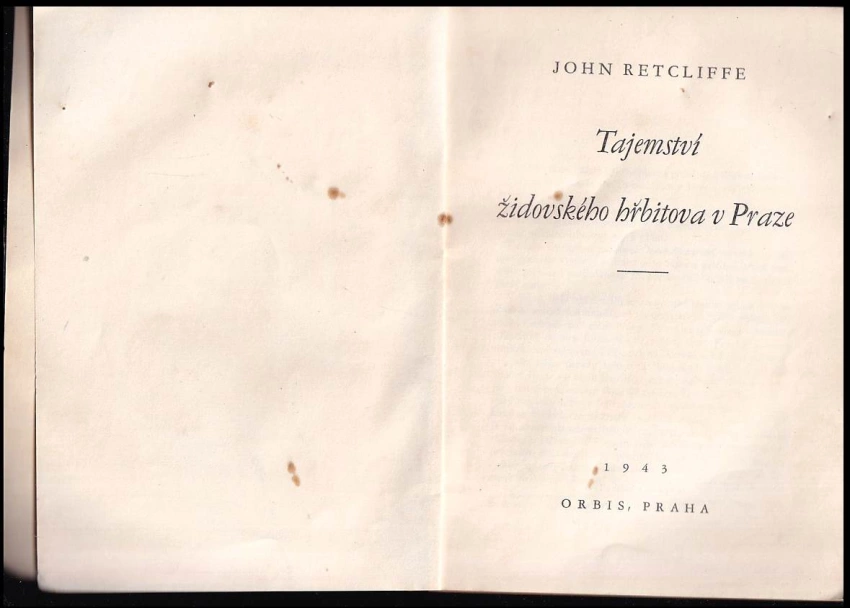 JOHN RETCLIFFE
Tajemství
židovského hřbitova v Praze
1943
ORBIS, PRAHA